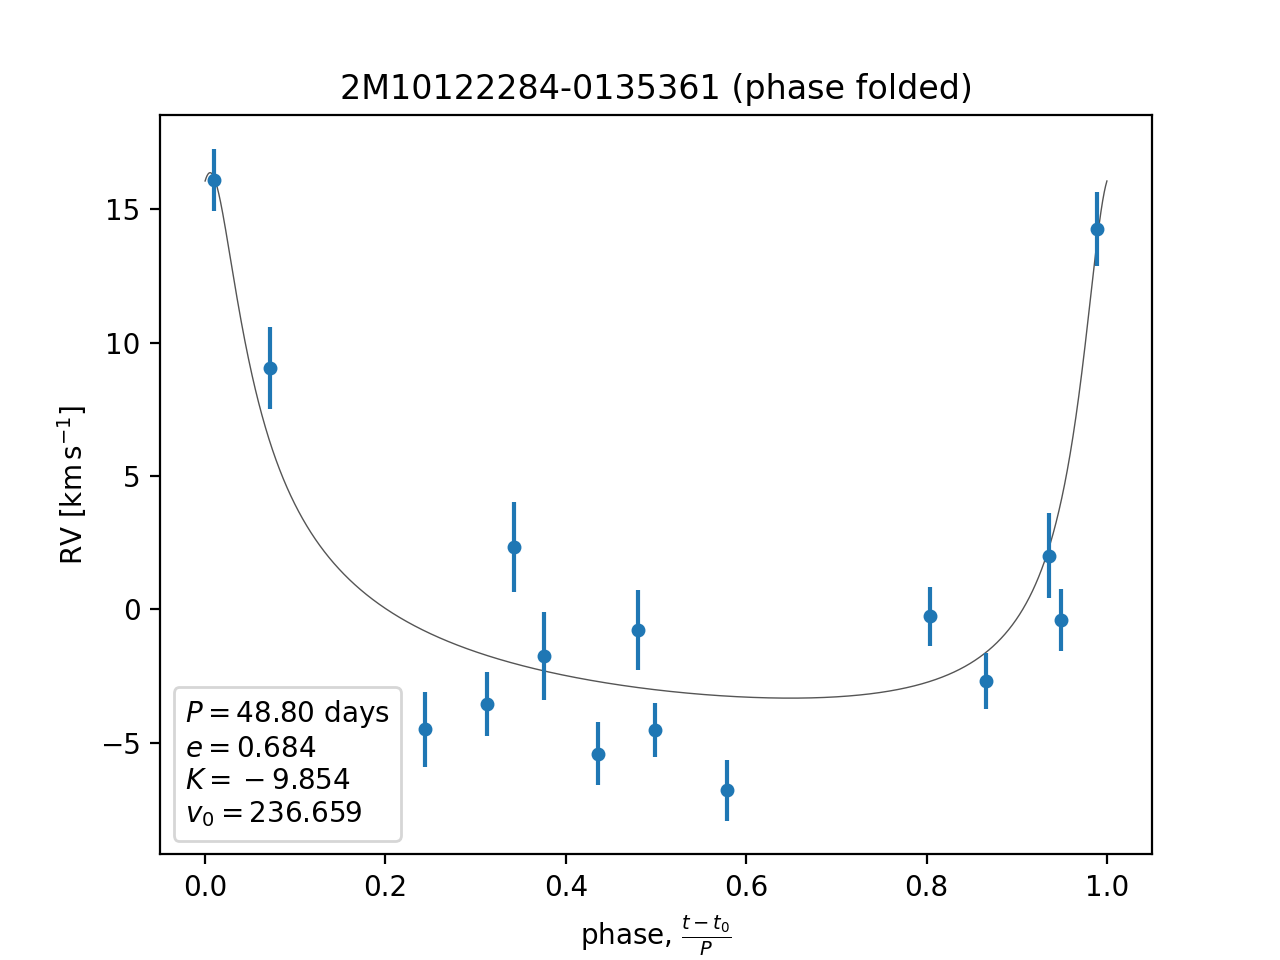 2M10122284-0135361 (phase folded)
RV [km s⁻¹]
15
10
5
0
−5
P = 48.80 days
e = 0.684
K = −9.854
v₀ = 236.659
0.0 0.2 0.4 0.6 0.8 1.0
phase, (t − t₀)/P